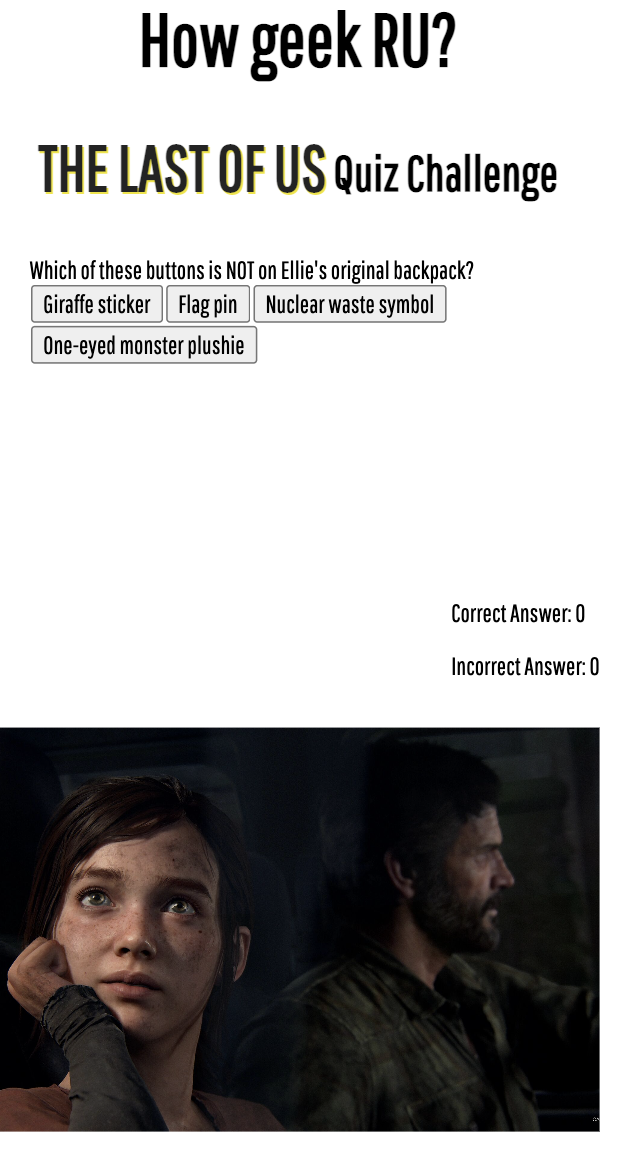 How geek RU?
THE LAST OF US Quiz Challenge
Which of these buttons is NOT on Ellie's original backpack?
Giraffe sticker Flag pin Nuclear waste symbol
One-eyed monster plushie
Correct Answer: 0
Incorrect Answer: 0